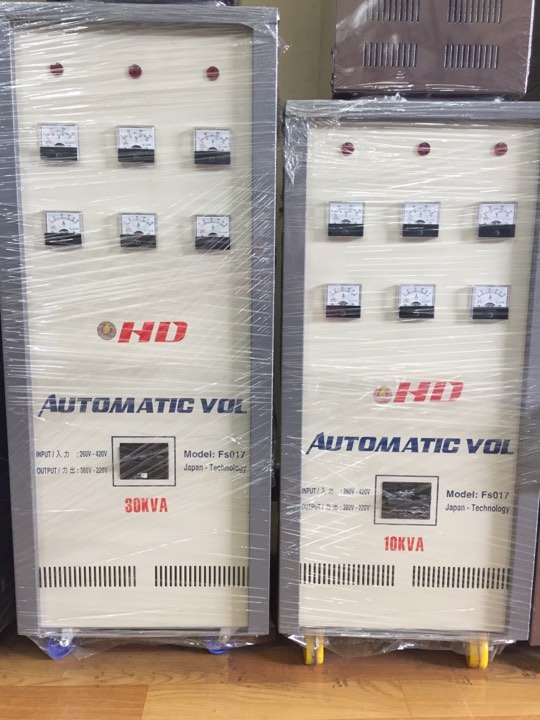 HD
AUTOMATIC VOL
INPUT / 入 力 : 260V - 420V
OUTPUT / 力 出 : 380V - 220V
Model: Fs017
Japan - Technology
30KVA
HD
AUTOMATIC VOL
INPUT / 入 力 : 260V - 420V
OUTPUT / 力 出 : 380V - 220V
Model: Fs017
Japan - Technology
10KVA